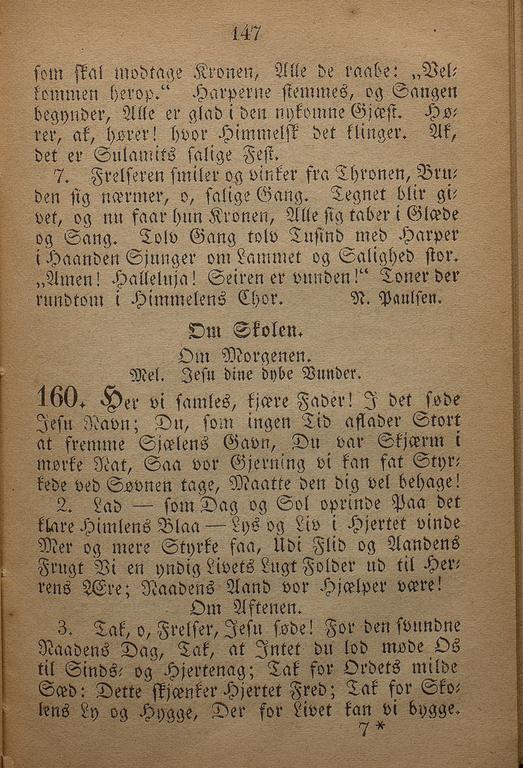 147
som skal modtage Kronen, Alle de raabe: „Vel-
kommen herop.“ Harperne stemmes, og Sangen
begynder, Alle er glad i den nykomne Gjæst. Hø-
rer, ak, hører! hvor Himmelsk det klinger. Ak,
det er Sulamits salige Fest.
7. Frelseren smiler og vinker fra Thronen, Bru-
den sig nærmer, o, salige Gang. Tegnet blir gi-
vet, og nu faar hun Kronen, Alle sig taber i Glæde
og Sang. Tolv Gang tolv Tusind med Harper
i Haanden Sjunger om Lammet og Salighed stor.
„Amen! Halleluja! Seiren er vunden!“ Toner der
rundtom i Himmelens Chor. N. Paulsen.
Om Skolen.
Om Morgenen.
Mel. Jesu dine dybe Vunder.
160. Her vi samles, kjære Fader! I det søde
Jesu Navn; Du, som ingen Tid aflader Stort
at fremme Sjælens Gavn, Du var Skjærm i
mørke Nat, Saa vor Gjerning vi kan fat Styr-
kede ved Søvnen tage, Maatte den dig vel behage!
2. Lad — som Dag og Sol oprinde Paa det
klare Himlens Blaa — Lys og Liv i Hjertet vinde
Mer og mere Styrke faa, Udi Flid og Aandens
Frugt Vi en yndig Livets Lugt Folder ud til Her-
rens Ære; Naadens Aand vor Hjælper være!
Om Aftenen.
3. Tak, o, Frelser, Jesu søde! For den svundne
Naadens Dag, Tak, at Intet du lod møde Os
til Sinds- og Hjertenag; Tak for Ordets milde
Sæd: Dette skjænker Hjertet Fred; Tak for Sko-
lens Ly og Hygge, Der for Livet kan vi bygge.
7*